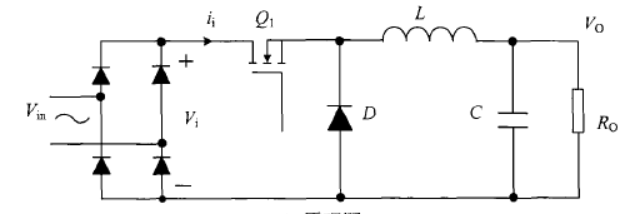 i_i Q_1 L V_O
+
V_in V_i D C R_O
−